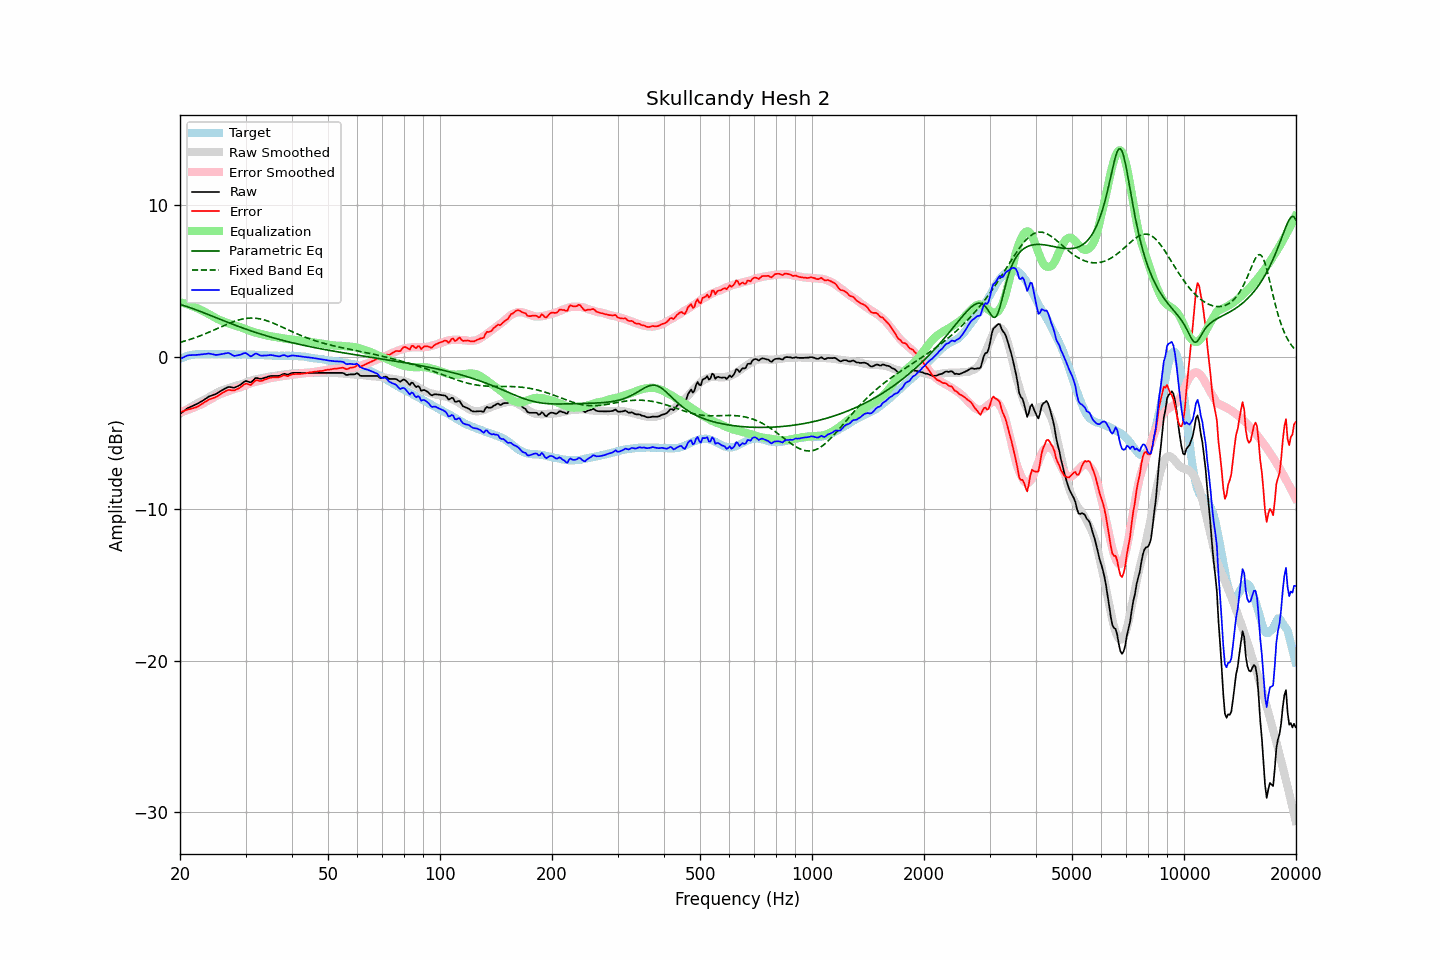 Skullcandy Hesh 2
Target
Raw Smoothed
Error Smoothed
Raw
Error
Equalization
Parametric Eq
Fixed Band Eq
Equalized
Amplitude (dBr)
10
0
−10
−20
−30
20 50 100 200 500 1000 2000 5000 10000 20000
Frequency (Hz)